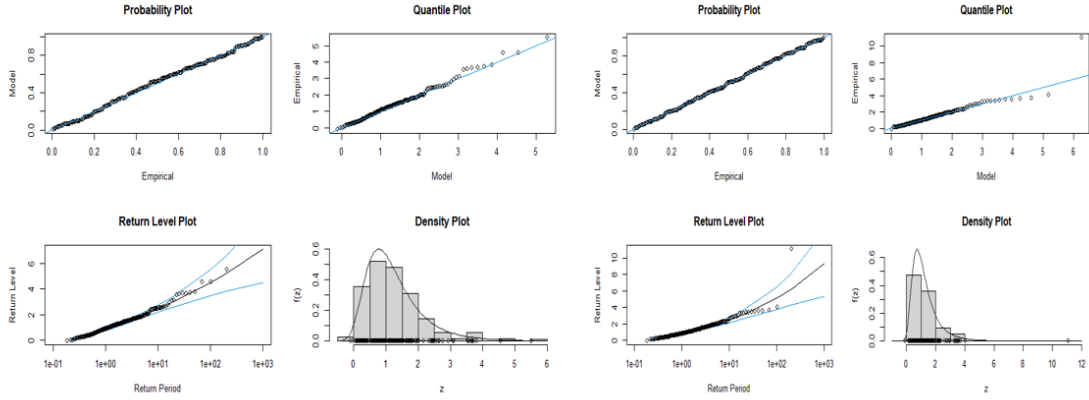 Probability Plot
Model
0.0 0.4 0.8
0.0 0.2 0.4 0.6 0.8 1.0
Empirical
Quantile Plot
Empirical
0 1 2 3 4 5
0 1 2 3 4 5
Model
Probability Plot
Model
0.0 0.4 0.8
0.0 0.2 0.4 0.6 0.8 1.0
Empirical
Quantile Plot
Empirical
0 2 4 6 8 10
0 1 2 3 4 5 6
Model
Return Level Plot
Return Level
0 2 4 6
1e-01 1e+00 1e+01 1e+02 1e+03
Return Period
Density Plot
f(z)
0.0 0.2 0.4 0.6
0 1 2 3 4 5 6
z
Return Level Plot
Return Level
0 2 4 6 8 10
1e-01 1e+00 1e+01 1e+02 1e+03
Return Period
Density Plot
f(z)
0.0 0.2 0.4 0.6
0 2 4 6 8 10 12
z